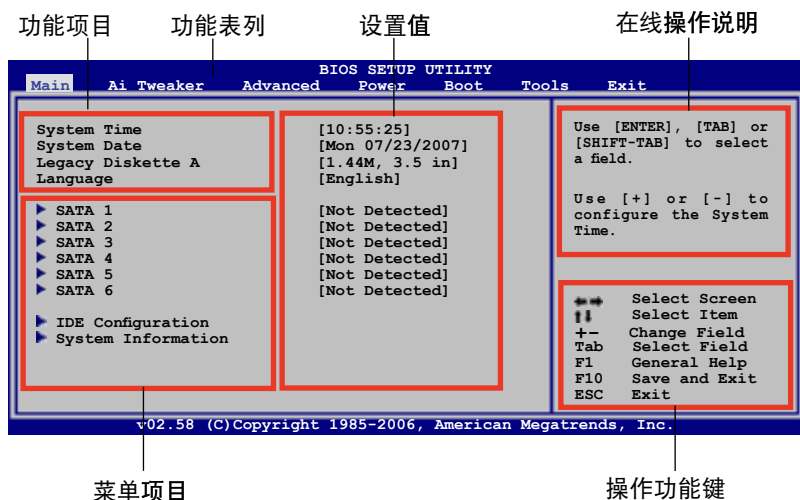 功能项目 功能表列 设置值 在线操作说明
BIOS SETUP UTILITY
Main Ai Tweaker Advanced Power Boot Tools Exit
System Time [10:55:25]
System Date [Mon 07/23/2007]
Legacy Diskette A [1.44M, 3.5 in]
Language [English]
SATA 1 [Not Detected]
SATA 2 [Not Detected]
SATA 3 [Not Detected]
SATA 4 [Not Detected]
SATA 5 [Not Detected]
SATA 6 [Not Detected]
IDE Configuration
System Information
Use [ENTER], [TAB] or
[SHIFT-TAB] to select
a field.
Use [+] or [-] to
configure the System
Time.
Select Screen
Select Item
+- Change Field
Tab Select Field
F1 General Help
F10 Save and Exit
ESC Exit
v02.58 (C)Copyright 1985-2006, American Megatrends, Inc.
菜单项目 操作功能键